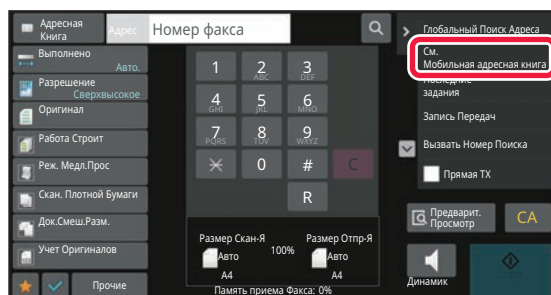 Адресная
Книга
Адрес
Номер факса
Глобальный Поиск Адреса
Выполнено
Авто.
См.
Мобильная адресная книга
Последние
задания
Разрешение
Сверхвысокое
Оригинал
Запись Передач
Работа Строит
Вызвать Номер Поиска
Реж. Медл.Прос
Прямая TX
Скан. Плотной Бумаги
Док.Смеш.Разм.
Учет Оригиналов
Прочие
1
2
ABC
3
DEF
4
GHI
5
JKL
6
MNO
7
PQRS
8
TUV
9
WXYZ
0
#
C
R
Предварит.
Просмотр
CA
Размер Скан-Я
100%
Размер Отпр-Я
Авто
A4
Авто
A4
Память приема Факса: 0%
Динамик